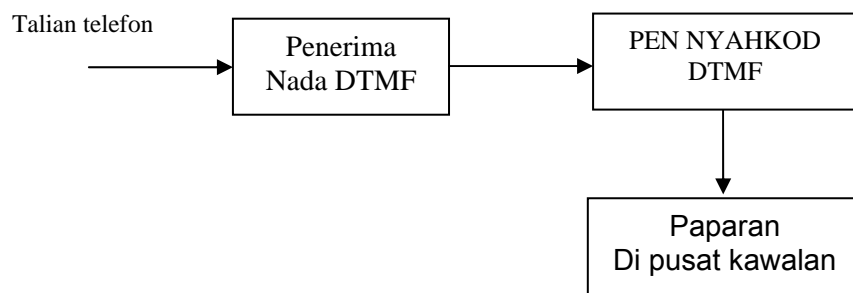 Talian telefon
Penerima
Nada DTMF
PEN NYAHKOD
DTMF
Paparan
Di pusat kawalan